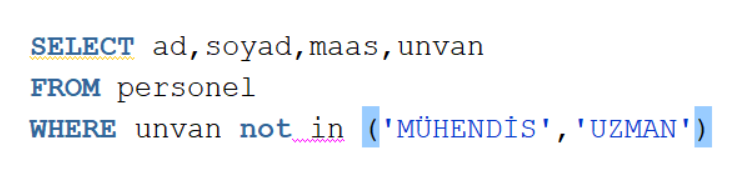 SELECT ad,soyad,maas,unvan
FROM personel
WHERE unvan not in ('MÜHENDİS','UZMAN')